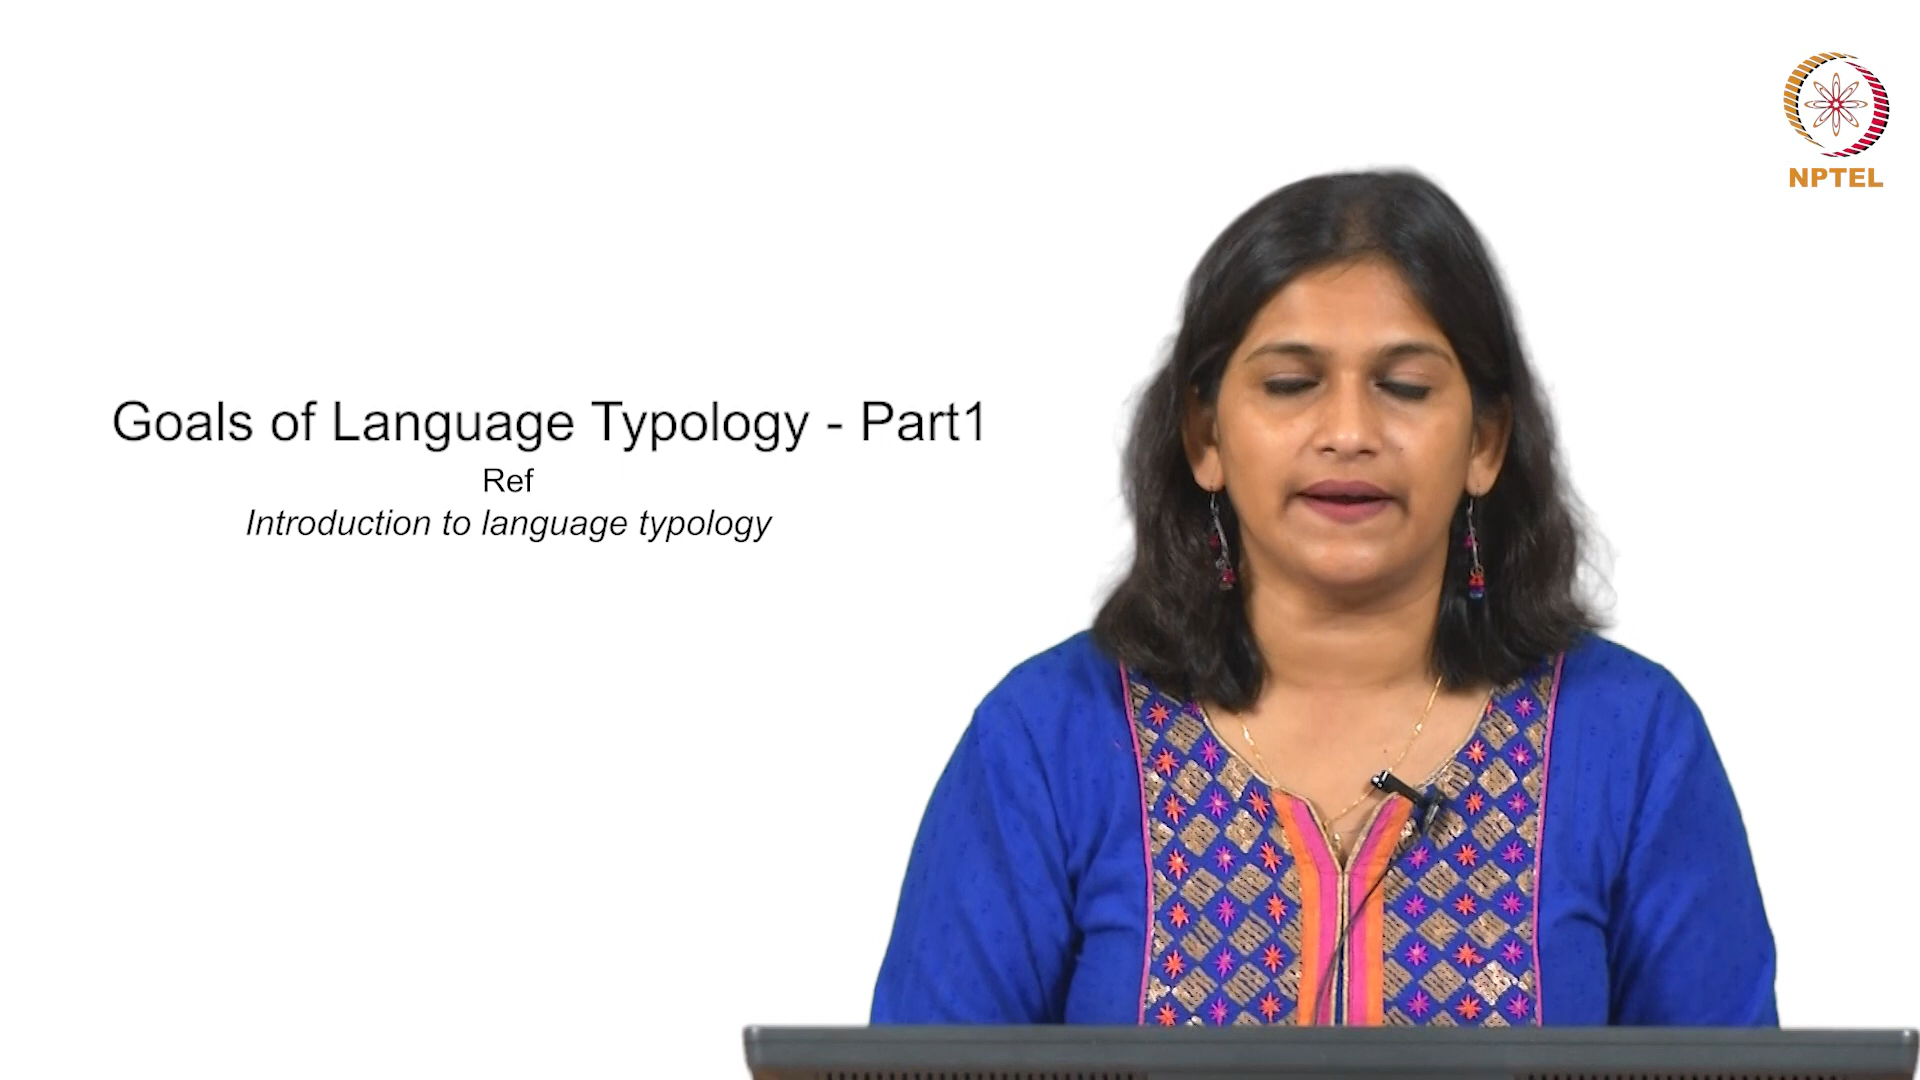 NPTEL
Goals of Language Typology - Part1
Ref
Introduction to language typology